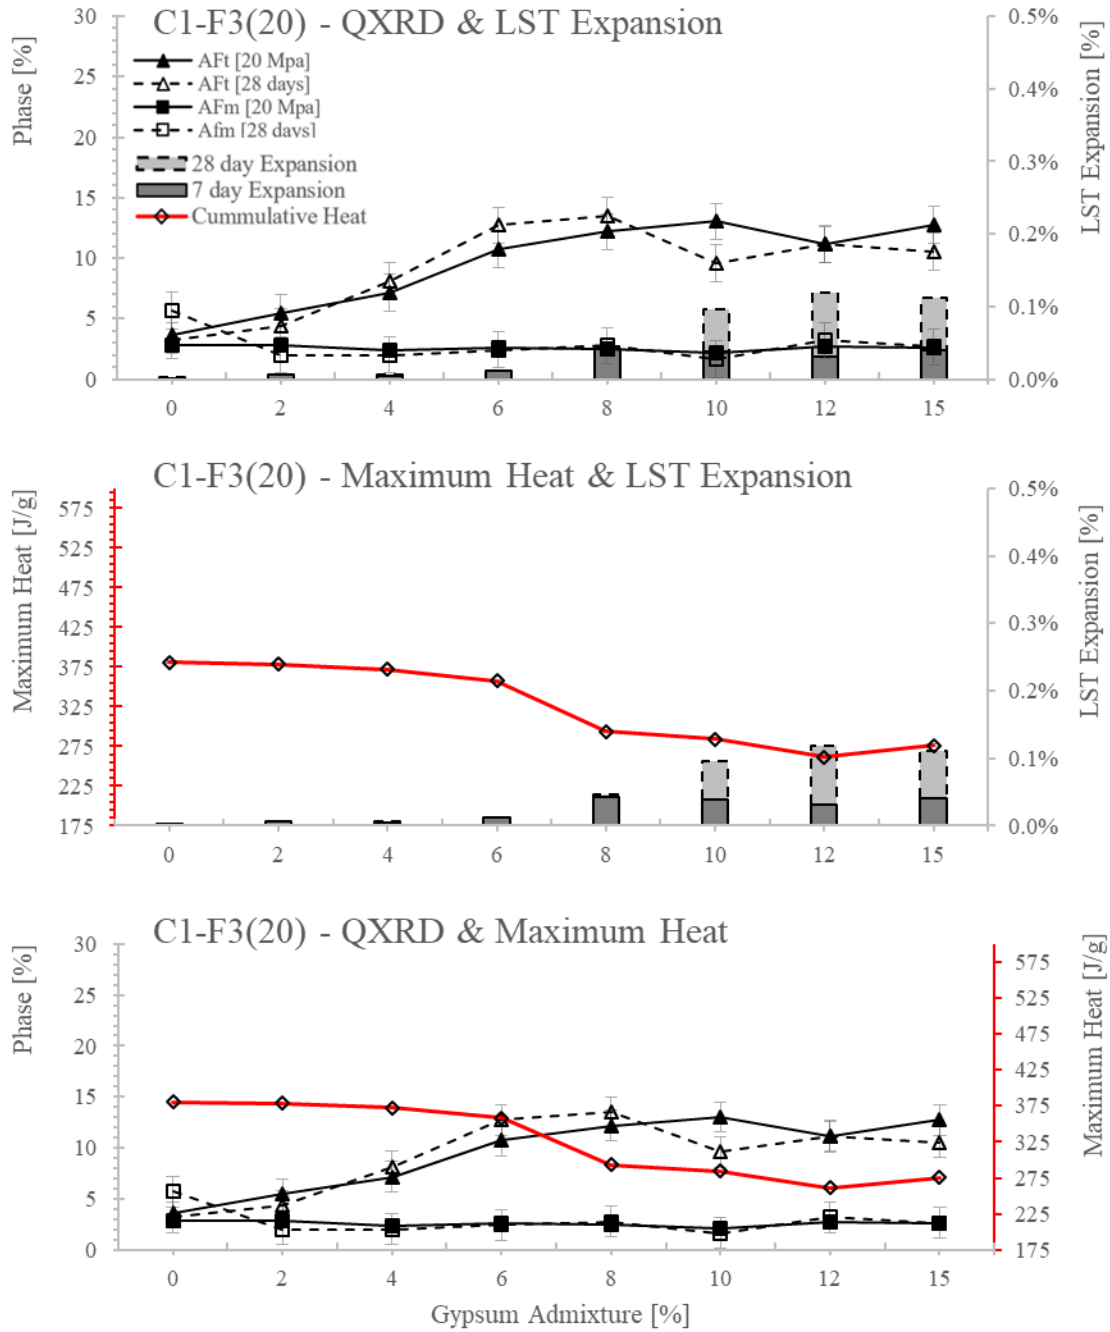 C1-F3(20) - QXRD & LST Expansion
Phase [%]
30
25
20
15
10
5
0
AFt [20 Mpa]
AFt [28 days]
AFm [20 Mpa]
Afm [28 days]
28 day Expansion
7 day Expansion
Cummulative Heat
0.5%
0.4%
0.3%
0.2%
0.1%
0.0%
LST Expansion [%]
0 2 4 6 8 10 12 15
C1-F3(20) - Maximum Heat & LST Expansion
Maximum Heat [J/g]
575
525
475
425
375
325
275
225
175
0.5%
0.4%
0.3%
0.2%
0.1%
0.0%
LST Expansion [%]
0 2 4 6 8 10 12 15
C1-F3(20) - QXRD & Maximum Heat
Phase [%]
30
25
20
15
10
5
0
575
525
475
425
375
325
275
225
175
Maximum Heat [J/g]
0 2 4 6 8 10 12 15
Gypsum Admixture [%]